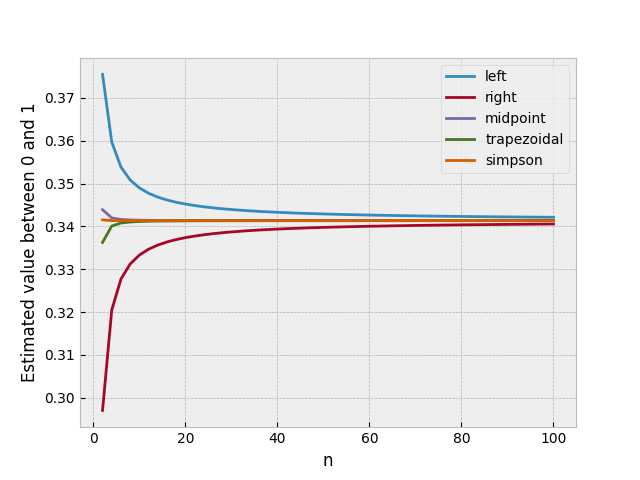 left
right
midpoint
trapezoidal
simpson
Estimated value between 0 and 1
0.37
0.36
0.35
0.34
0.33
0.32
0.31
0.30
0 20 40 60 80 100
n